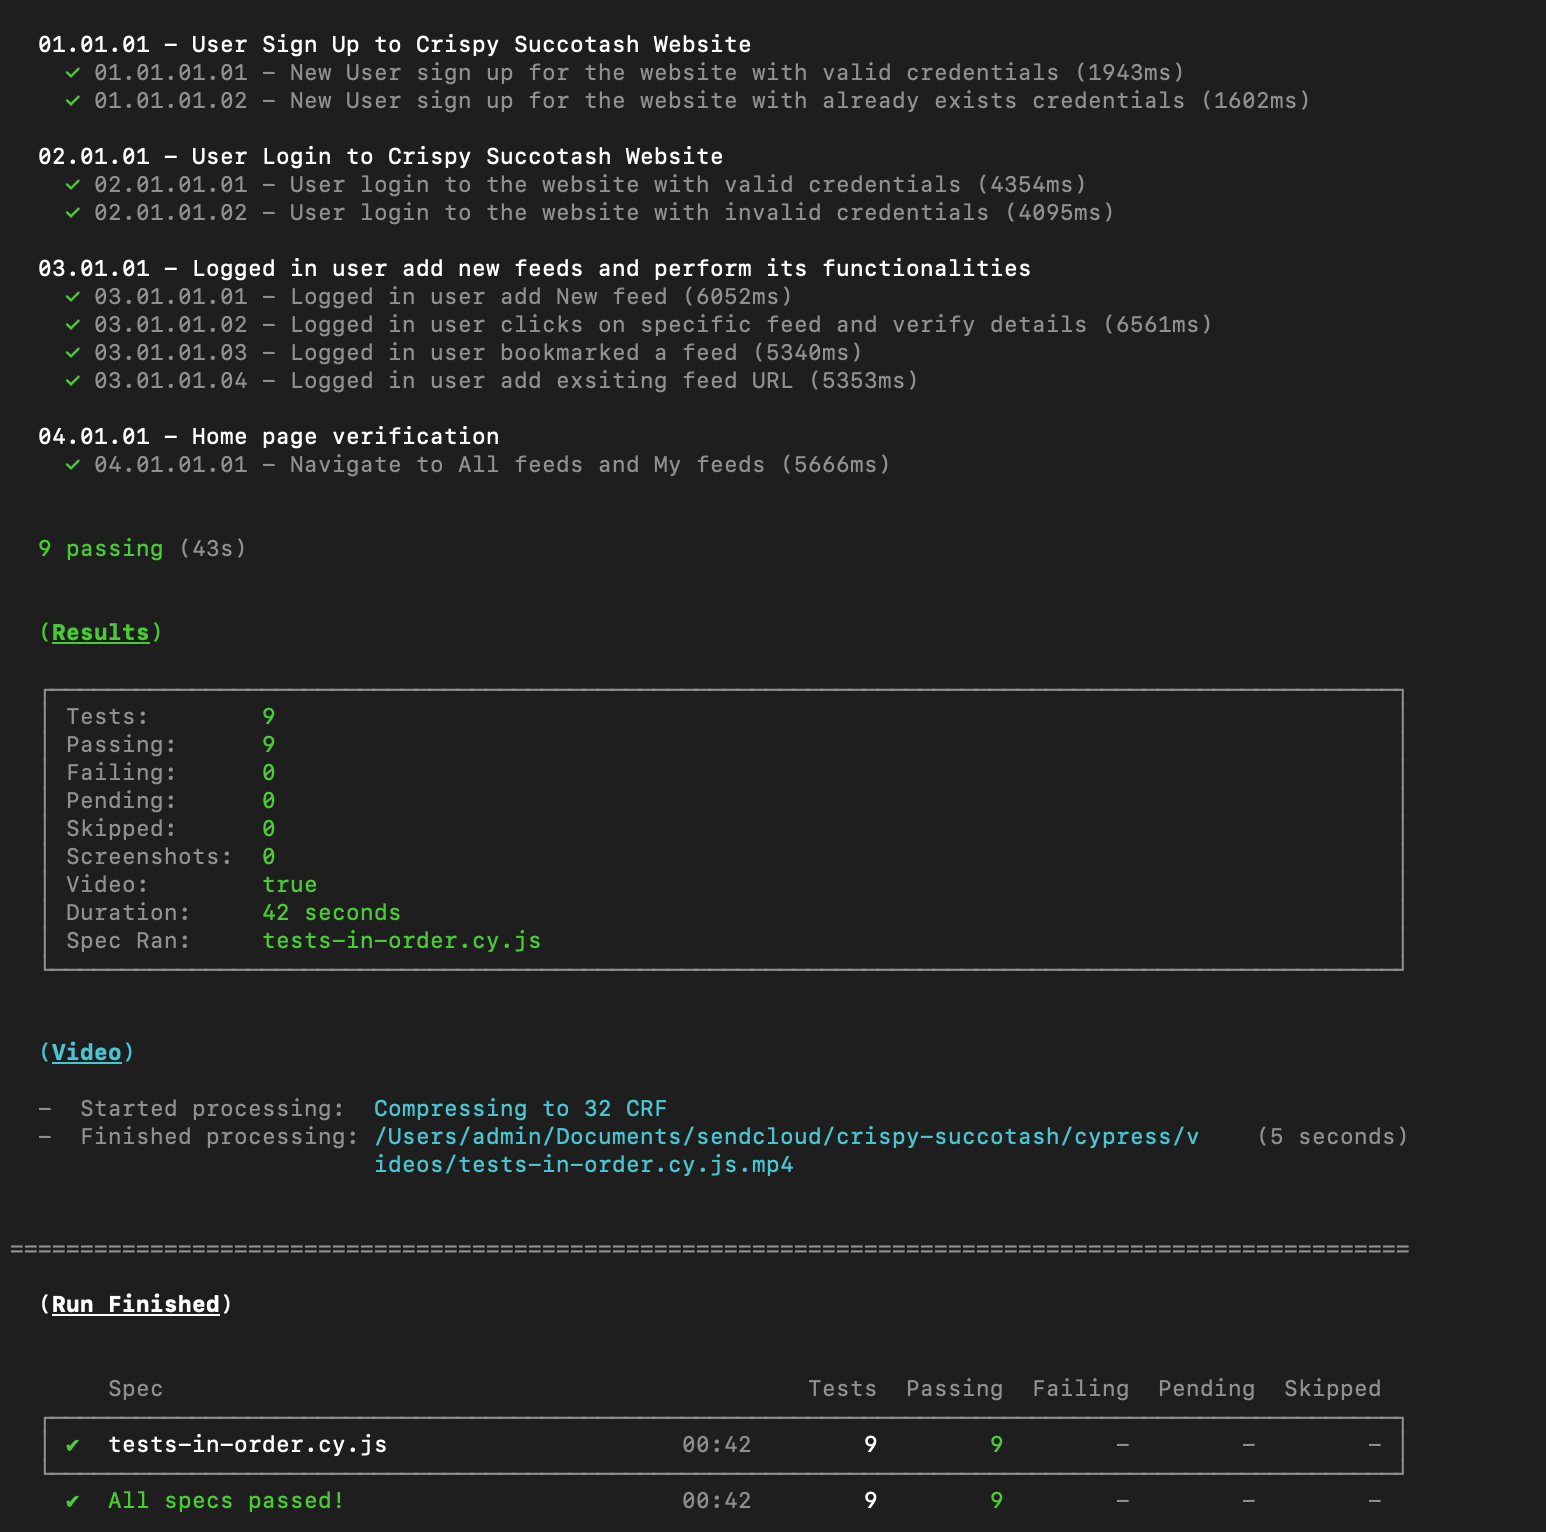 01.01.01 – User Sign Up to Crispy Succotash Website
✓ 01.01.01.01 – New User sign up for the website with valid credentials (1943ms)
✓ 01.01.01.02 – New User sign up for the website with already exists credentials (1602ms)
02.01.01 – User Login to Crispy Succotash Website
✓ 02.01.01.01 – User login to the website with valid credentials (4354ms)
✓ 02.01.01.02 – User login to the website with invalid credentials (4095ms)
03.01.01 – Logged in user add new feeds and perform its functionalities
✓ 03.01.01.01 – Logged in user add New feed (6052ms)
✓ 03.01.01.02 – Logged in user clicks on specific feed and verify details (6561ms)
✓ 03.01.01.03 – Logged in user bookmarked a feed (5340ms)
✓ 03.01.01.04 – Logged in user add exsiting feed URL (5353ms)
04.01.01 – Home page verification
✓ 04.01.01.01 – Navigate to All feeds and My feeds (5666ms)
9 passing (43s)
(Results)
Tests: 9
Passing: 9
Failing: 0
Pending: 0
Skipped: 0
Screenshots: 0
Video: true
Duration: 42 seconds
Spec Ran: tests-in-order.cy.js
(Video)
– Started processing: Compressing to 32 CRF
– Finished processing: /Users/admin/Documents/sendcloud/crispy-succotash/cypress/v (5 seconds)
ideos/tests-in-order.cy.js.mp4
====================================================================================================
(Run Finished)
Spec Tests Passing Failing Pending Skipped
✔ tests-in-order.cy.js 00:42 9 9 – – –
✔ All specs passed! 00:42 9 9 – – –